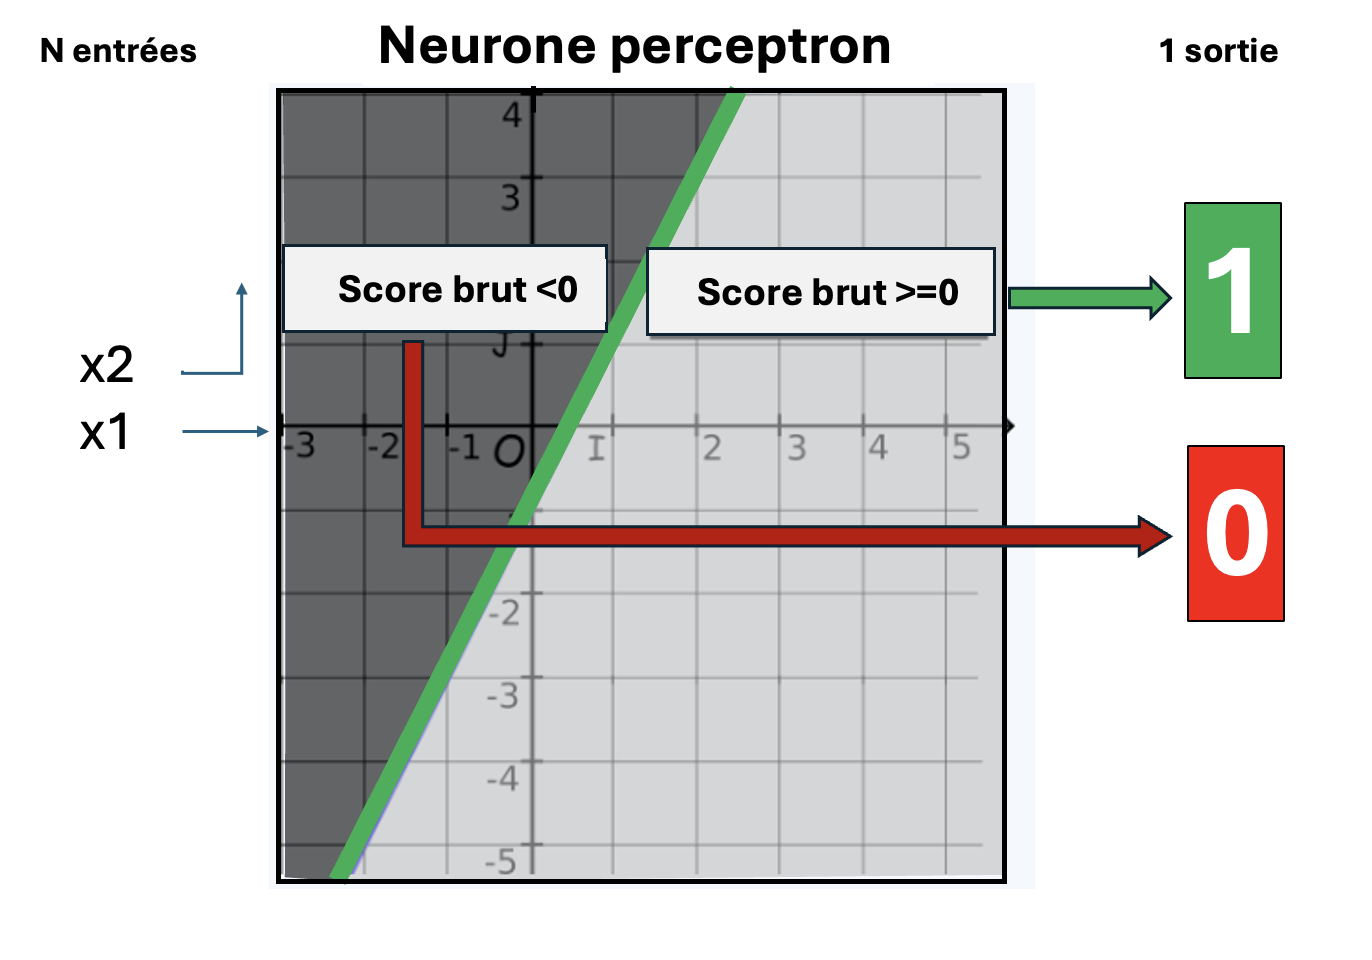 N entrées
Neurone perceptron
1 sortie
4
3
Score brut <0
Score brut >=0
1
J
x2
x1
-3
-2
-1
O
I
2
3
4
5
0
-2
-3
-4
-5